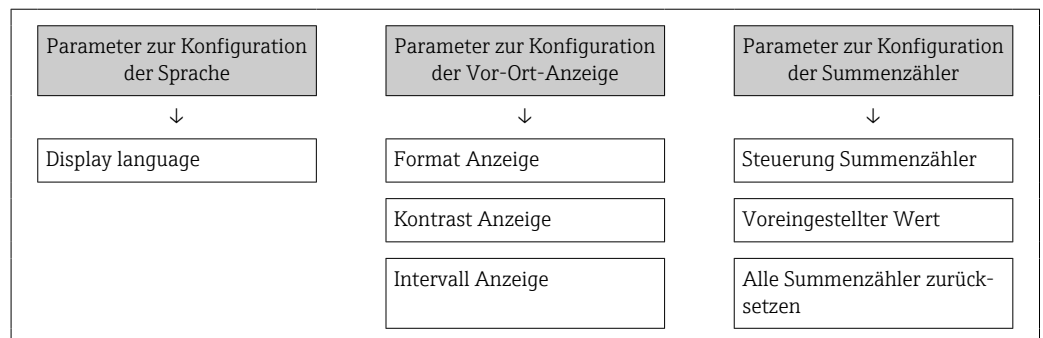 Parameter zur Konfiguration
der Sprache
↓
Display language
Parameter zur Konfiguration
der Vor-Ort-Anzeige
↓
Format Anzeige
Kontrast Anzeige
Intervall Anzeige
Parameter zur Konfiguration
der Summenzähler
↓
Steuerung Summenzähler
Voreingestellter Wert
Alle Summenzähler zurück-
setzen